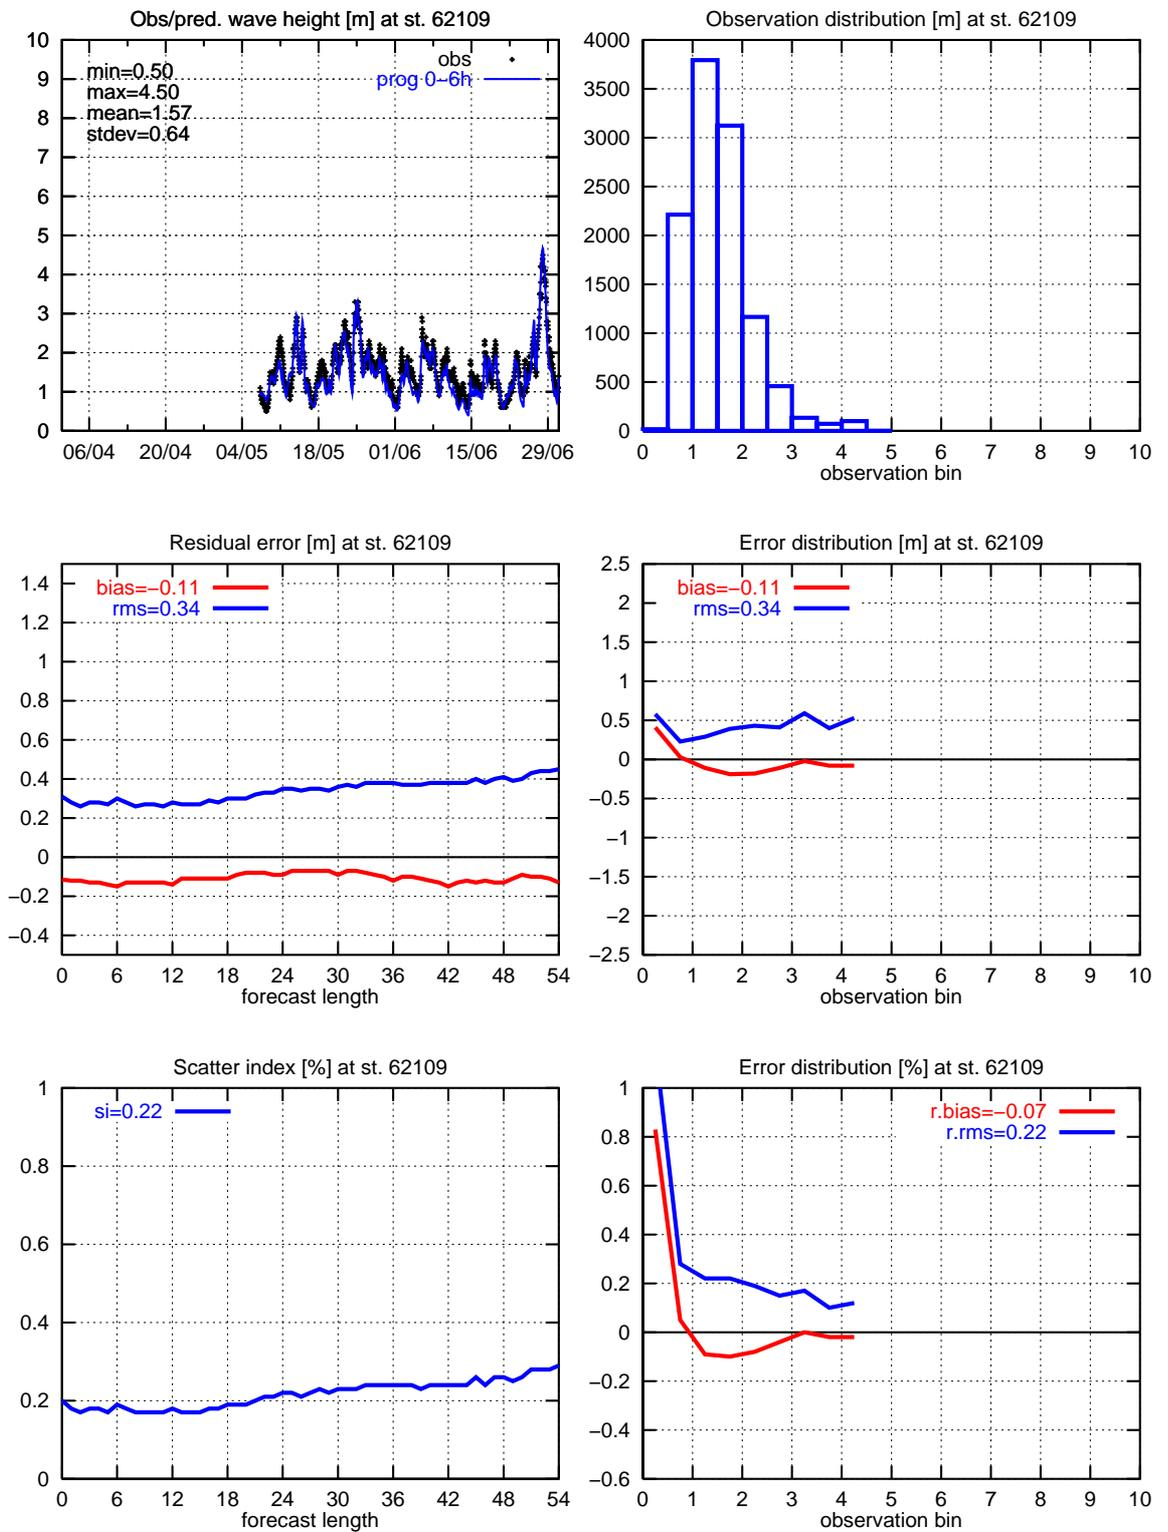 Obs/pred. wave height [m] at st. 62109
10
9
8
7
6
5
4
3
2
1
0
min=0.50
max=4.50
mean=1.57
stdev=0.64
obs
prog 0−6h
06/04 20/04 04/05 18/05 01/06 15/06 29/06
Observation distribution [m] at st. 62109
4000
3500
3000
2500
2000
1500
1000
500
0
0 1 2 3 4 5 6 7 8 9 10
observation bin
Residual error [m] at st. 62109
1.4
1.2
1
0.8
0.6
0.4
0.2
0
−0.2
−0.4
bias=−0.11
rms=0.34
0 6 12 18 24 30 36 42 48 54
forecast length
Error distribution [m] at st. 62109
2.5
2
1.5
1
0.5
0
−0.5
−1
−1.5
−2
−2.5
bias=−0.11
rms=0.34
0 1 2 3 4 5 6 7 8 9 10
observation bin
Scatter index [%] at st. 62109
1
0.8
0.6
0.4
0.2
0
si=0.22
0 6 12 18 24 30 36 42 48 54
forecast length
Error distribution [%] at st. 62109
1
0.8
0.6
0.4
0.2
0
−0.2
−0.4
−0.6
r.bias=−0.07
r.rms=0.22
0 1 2 3 4 5 6 7 8 9 10
observation bin